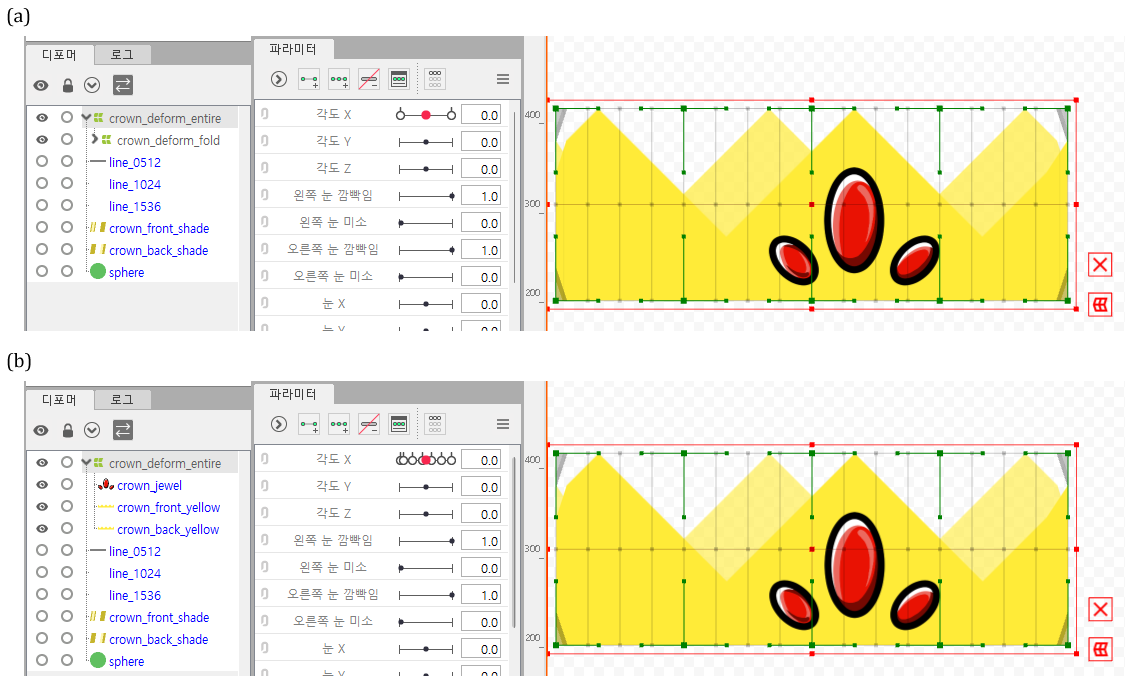 (a)
디포머 로그 파라미터
crown_deform_entire
crown_deform_fold
line_0512
line_1024
line_1536
crown_front_shade
crown_back_shade
sphere
각도 X 0.0
각도 Y 0.0
각도 Z 0.0
왼쪽 눈 깜빡임 1.0
왼쪽 눈 미소 0.0
오른쪽 눈 깜빡임 1.0
오른쪽 눈 미소 0.0
눈 X 0.0
눈 Y 0.0
400
300
200
(b)
디포머 로그 파라미터
crown_deform_entire
crown_jewel
crown_front_yellow
crown_back_yellow
line_0512
line_1024
line_1536
crown_front_shade
crown_back_shade
sphere
각도 X 0.0
각도 Y 0.0
각도 Z 0.0
왼쪽 눈 깜빡임 1.0
왼쪽 눈 미소 0.0
오른쪽 눈 깜빡임 1.0
오른쪽 눈 미소 0.0
눈 X 0.0
눈 Y 0.0
400
300
200